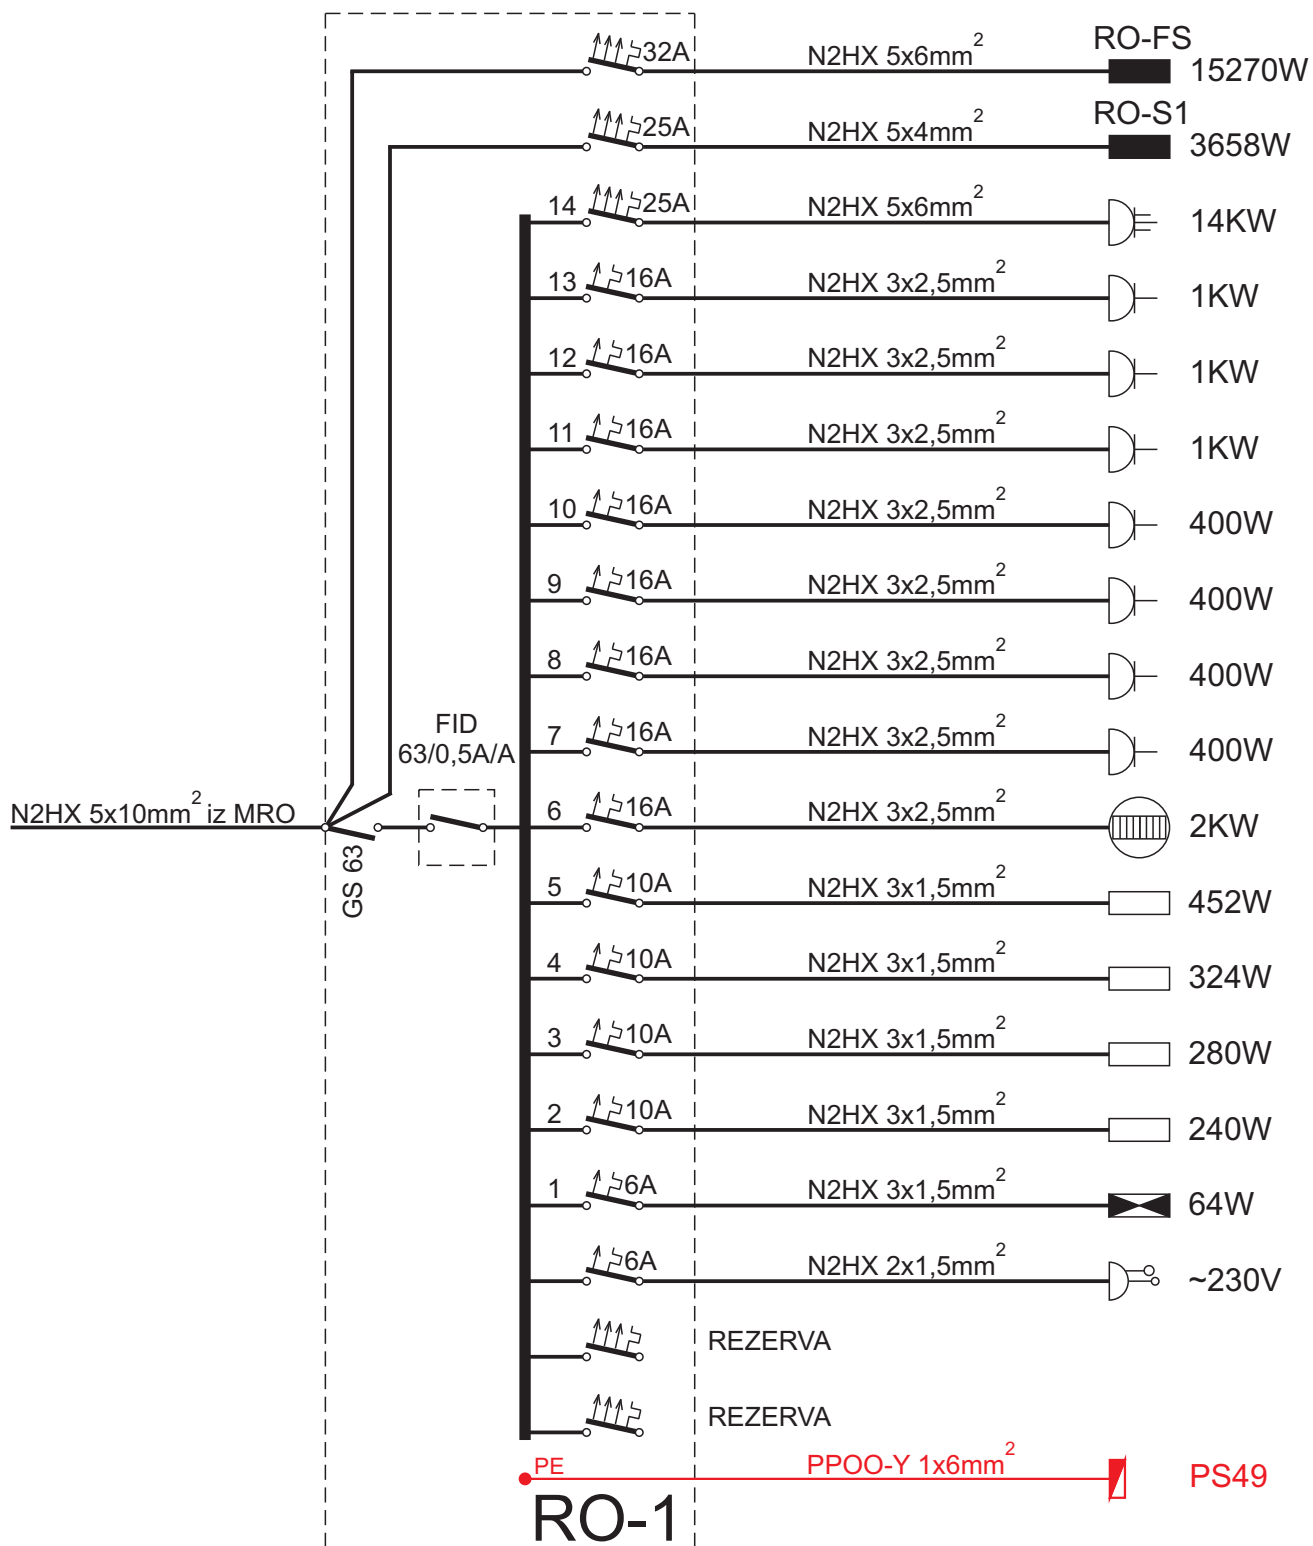 32A N2HX 5x6mm² RO-FS 15270W
25A N2HX 5x4mm² RO-S1 3658W
14 25A N2HX 5x6mm² 14KW
13 16A N2HX 3x2,5mm² 1KW
12 16A N2HX 3x2,5mm² 1KW
11 16A N2HX 3x2,5mm² 1KW
10 16A N2HX 3x2,5mm² 400W
9 16A N2HX 3x2,5mm² 400W
8 16A N2HX 3x2,5mm² 400W
FID
63/0,5A/A
7 16A N2HX 3x2,5mm² 400W
N2HX 5x10mm² iz MRO
GS 63
6 16A N2HX 3x2,5mm² 2KW
5 10A N2HX 3x1,5mm² 452W
4 10A N2HX 3x1,5mm² 324W
3 10A N2HX 3x1,5mm² 280W
2 10A N2HX 3x1,5mm² 240W
1 6A N2HX 3x1,5mm² 64W
6A N2HX 2x1,5mm² ~230V
REZERVA
REZERVA
PE PPOO-Y 1x6mm² PS49
RO-1